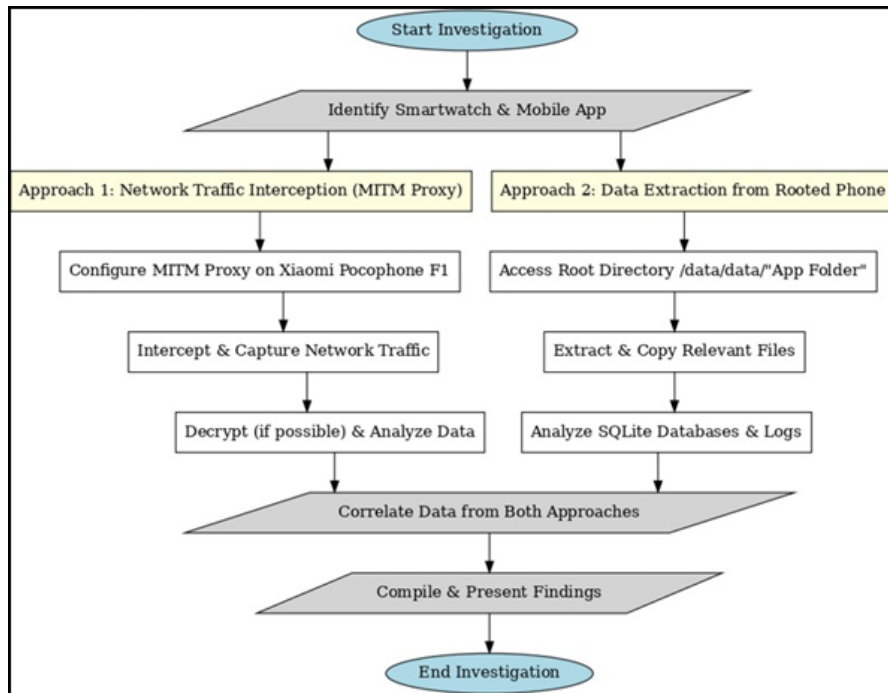 Start Investigation
Identify Smartwatch & Mobile App
Approach 1: Network Traffic Interception (MITM Proxy)
Approach 2: Data Extraction from Rooted Phone
Configure MITM Proxy on Xiaomi Pocophone F1
Access Root Directory /data/data/"App Folder"
Intercept & Capture Network Traffic
Extract & Copy Relevant Files
Decrypt (if possible) & Analyze Data
Analyze SQLite Databases & Logs
Correlate Data from Both Approaches
Compile & Present Findings
End Investigation